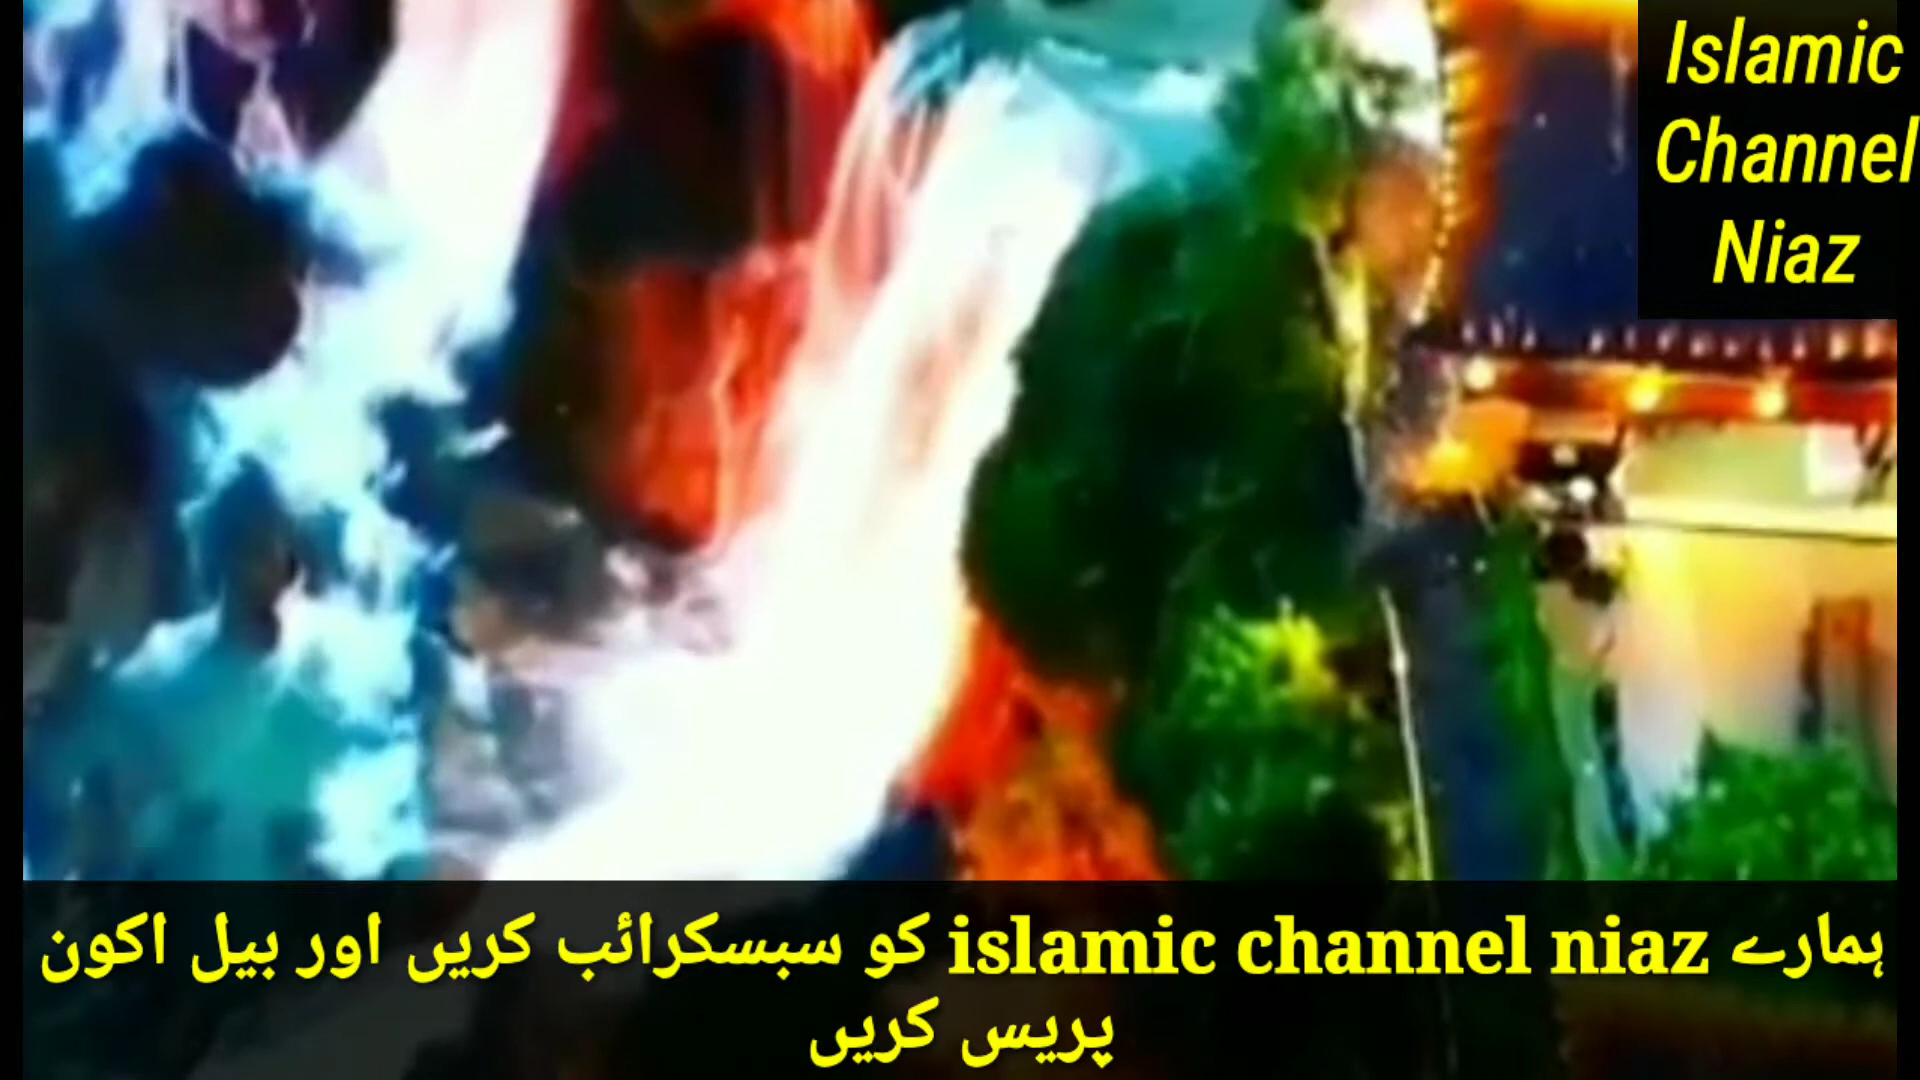 Islamic
Channel
Niaz
ہمارے islamic channel niaz کو سبسکرائب کریں اور بیل اکون
پریس کریں